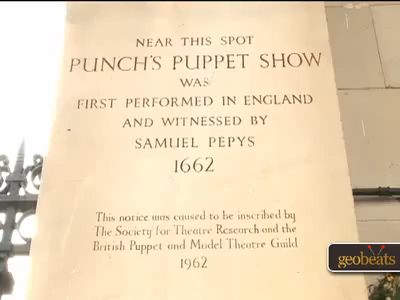 NEAR THIS SPOT
PUNCH'S PUPPET SHOW
WAS
FIRST PERFORMED IN ENGLAND
AND WITNESSED BY
SAMUEL PEPYS
1662
This notice was caused to be inscribed by
The Society for Theatre Research and the
British Puppet and Model Theatre Guild
1962
geobeats